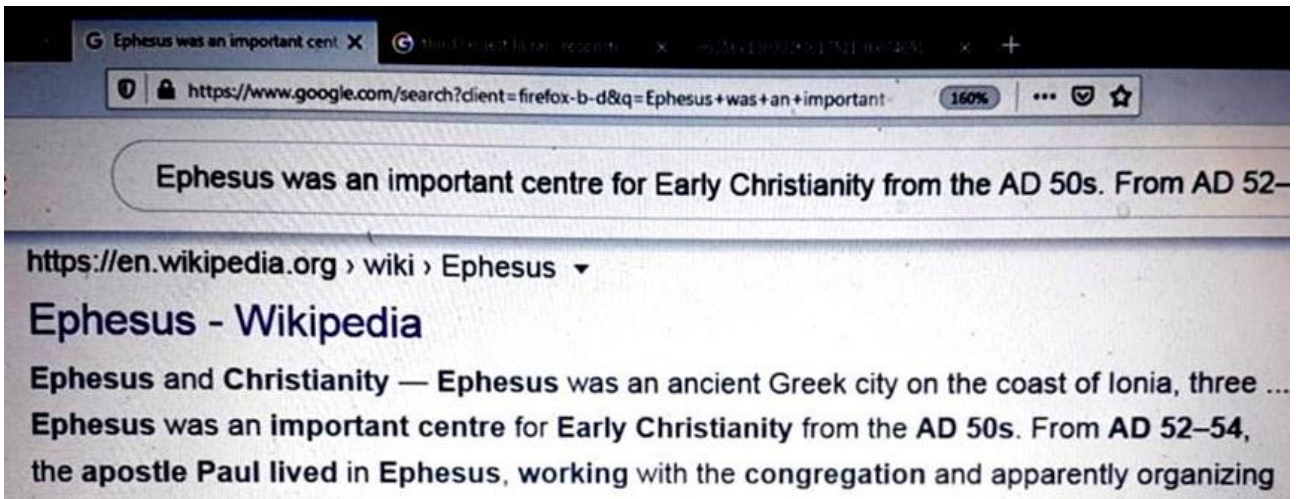 Ephesus was an important cent
https://www.google.com/search?client=firefox-b-d&q=Ephesus+was+an+important-
160%
Ephesus was an important centre for Early Christianity from the AD 50s. From AD 52–
https://en.wikipedia.org › wiki › Ephesus
Ephesus - Wikipedia
Ephesus and Christianity — Ephesus was an ancient Greek city on the coast of Ionia, three ...
Ephesus was an important centre for Early Christianity from the AD 50s. From AD 52–54,
the apostle Paul lived in Ephesus, working with the congregation and apparently organizing